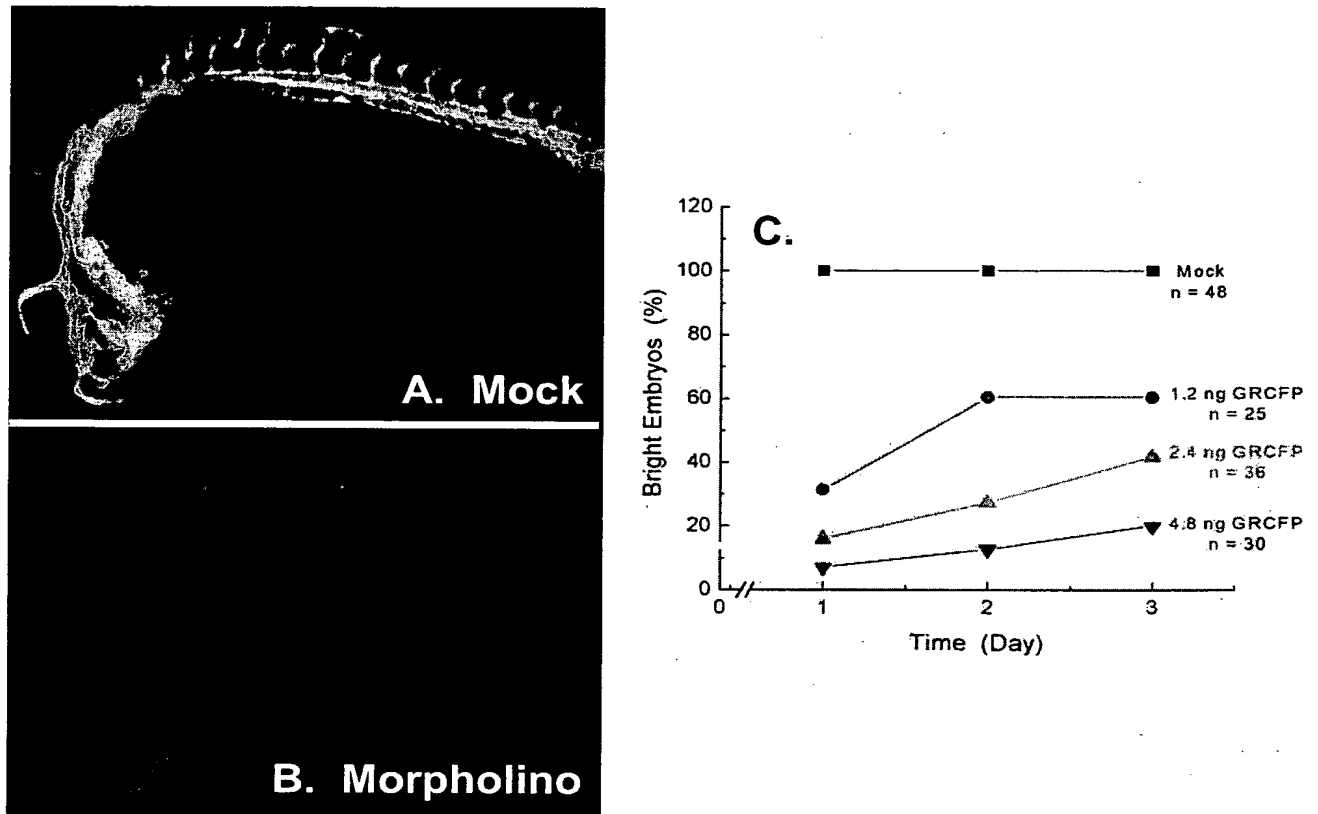 A. Mock
B. Morpholino
C.
120
100
80
60
40
20
0
Bright Embryos (%)
Mock
n = 48
1.2 ng GRCFP
n = 25
2.4 ng GRCFP
n = 36
4.8 ng GRCFP
n = 30
0
1
2
3
Time (Day)